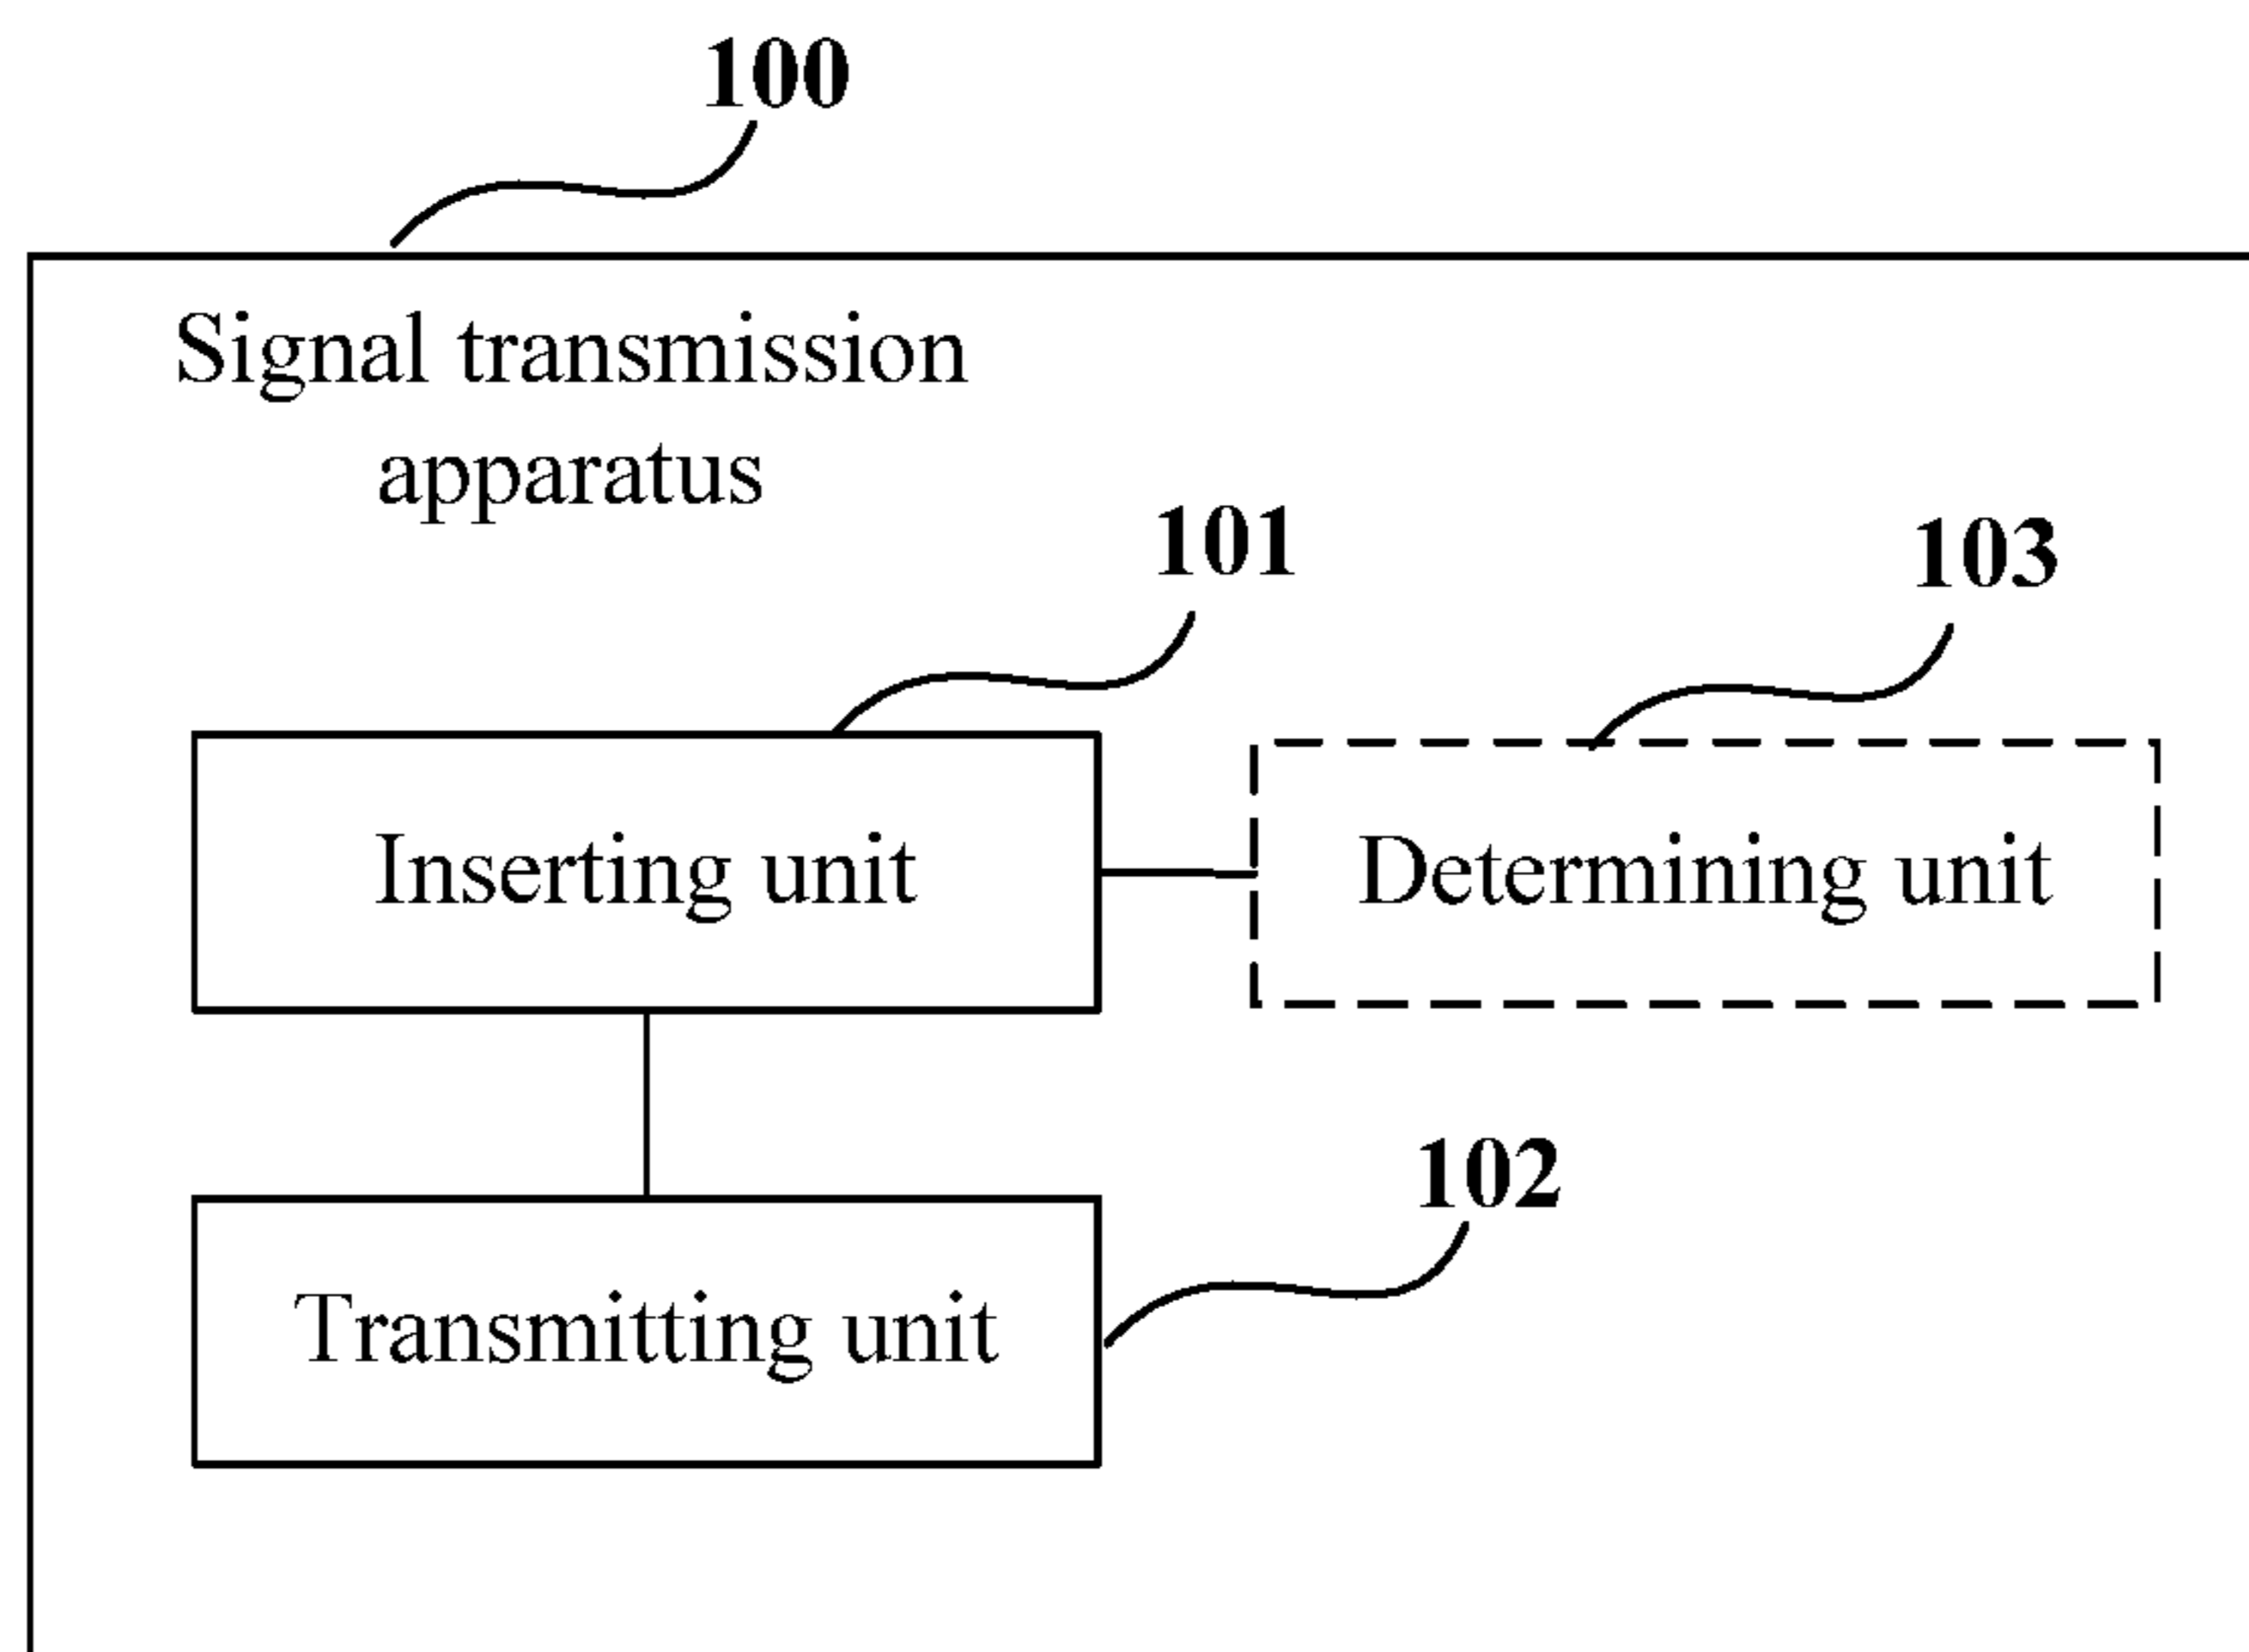 100
Signal transmission
apparatus
101
103
Inserting unit
Determining unit
102
Transmitting unit